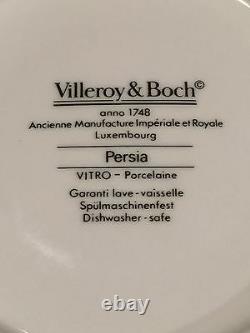 Villeroy & Boch©
anno 1748
Ancienne Manufacture Impériale et Royale
Luxembourg
Persia
VITRO – Porcelaine
Garanti lave-vaisselle
Spülmaschinenfest
Dishwasher-safe
ebay